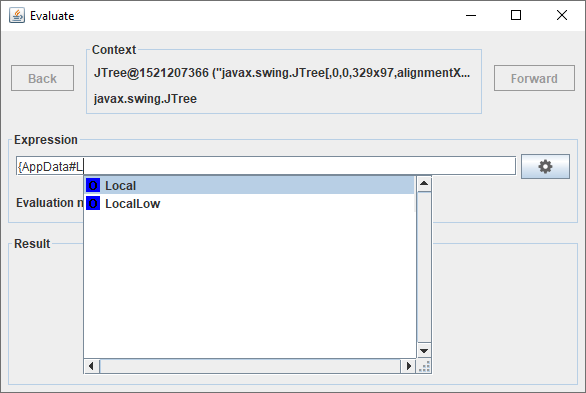 Evaluate
Context
JTree@1521207366 ("javax.swing.JTree[,0,0,329x97,alignmentX...
javax.swing.JTree
Back
Forward
Expression
{AppData#L
Local
LocalLow
Evaluation n
Result